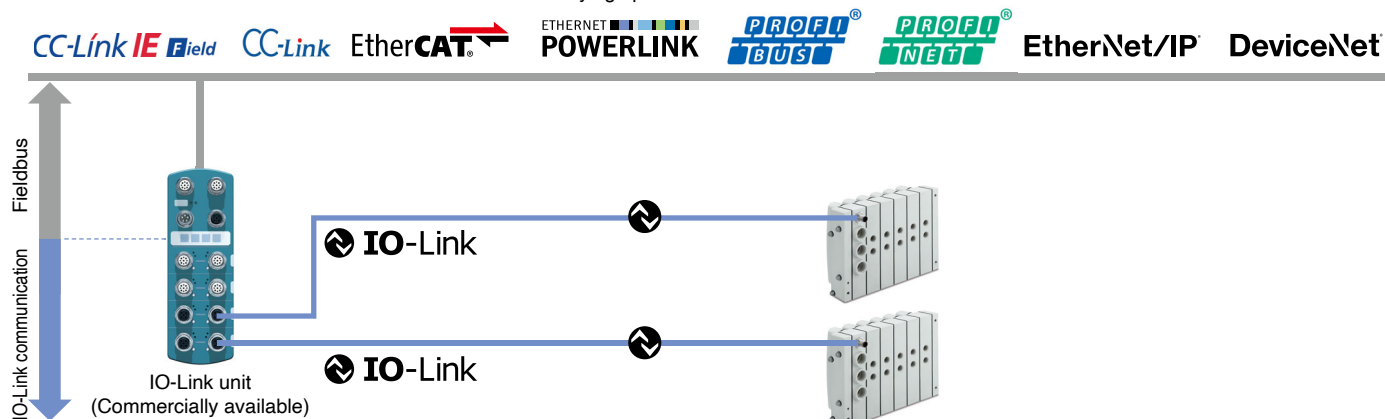 CC-Link IE Field
CC-Link
EtherCAT®
ETHERNET
POWERLINK
PROFI®
BUS
PROFI®
NET
EtherNet/IP
DeviceNet
Fieldbus
IO-Link communication
IO-Link
IO-Link
IO-Link unit
(Commercially available)